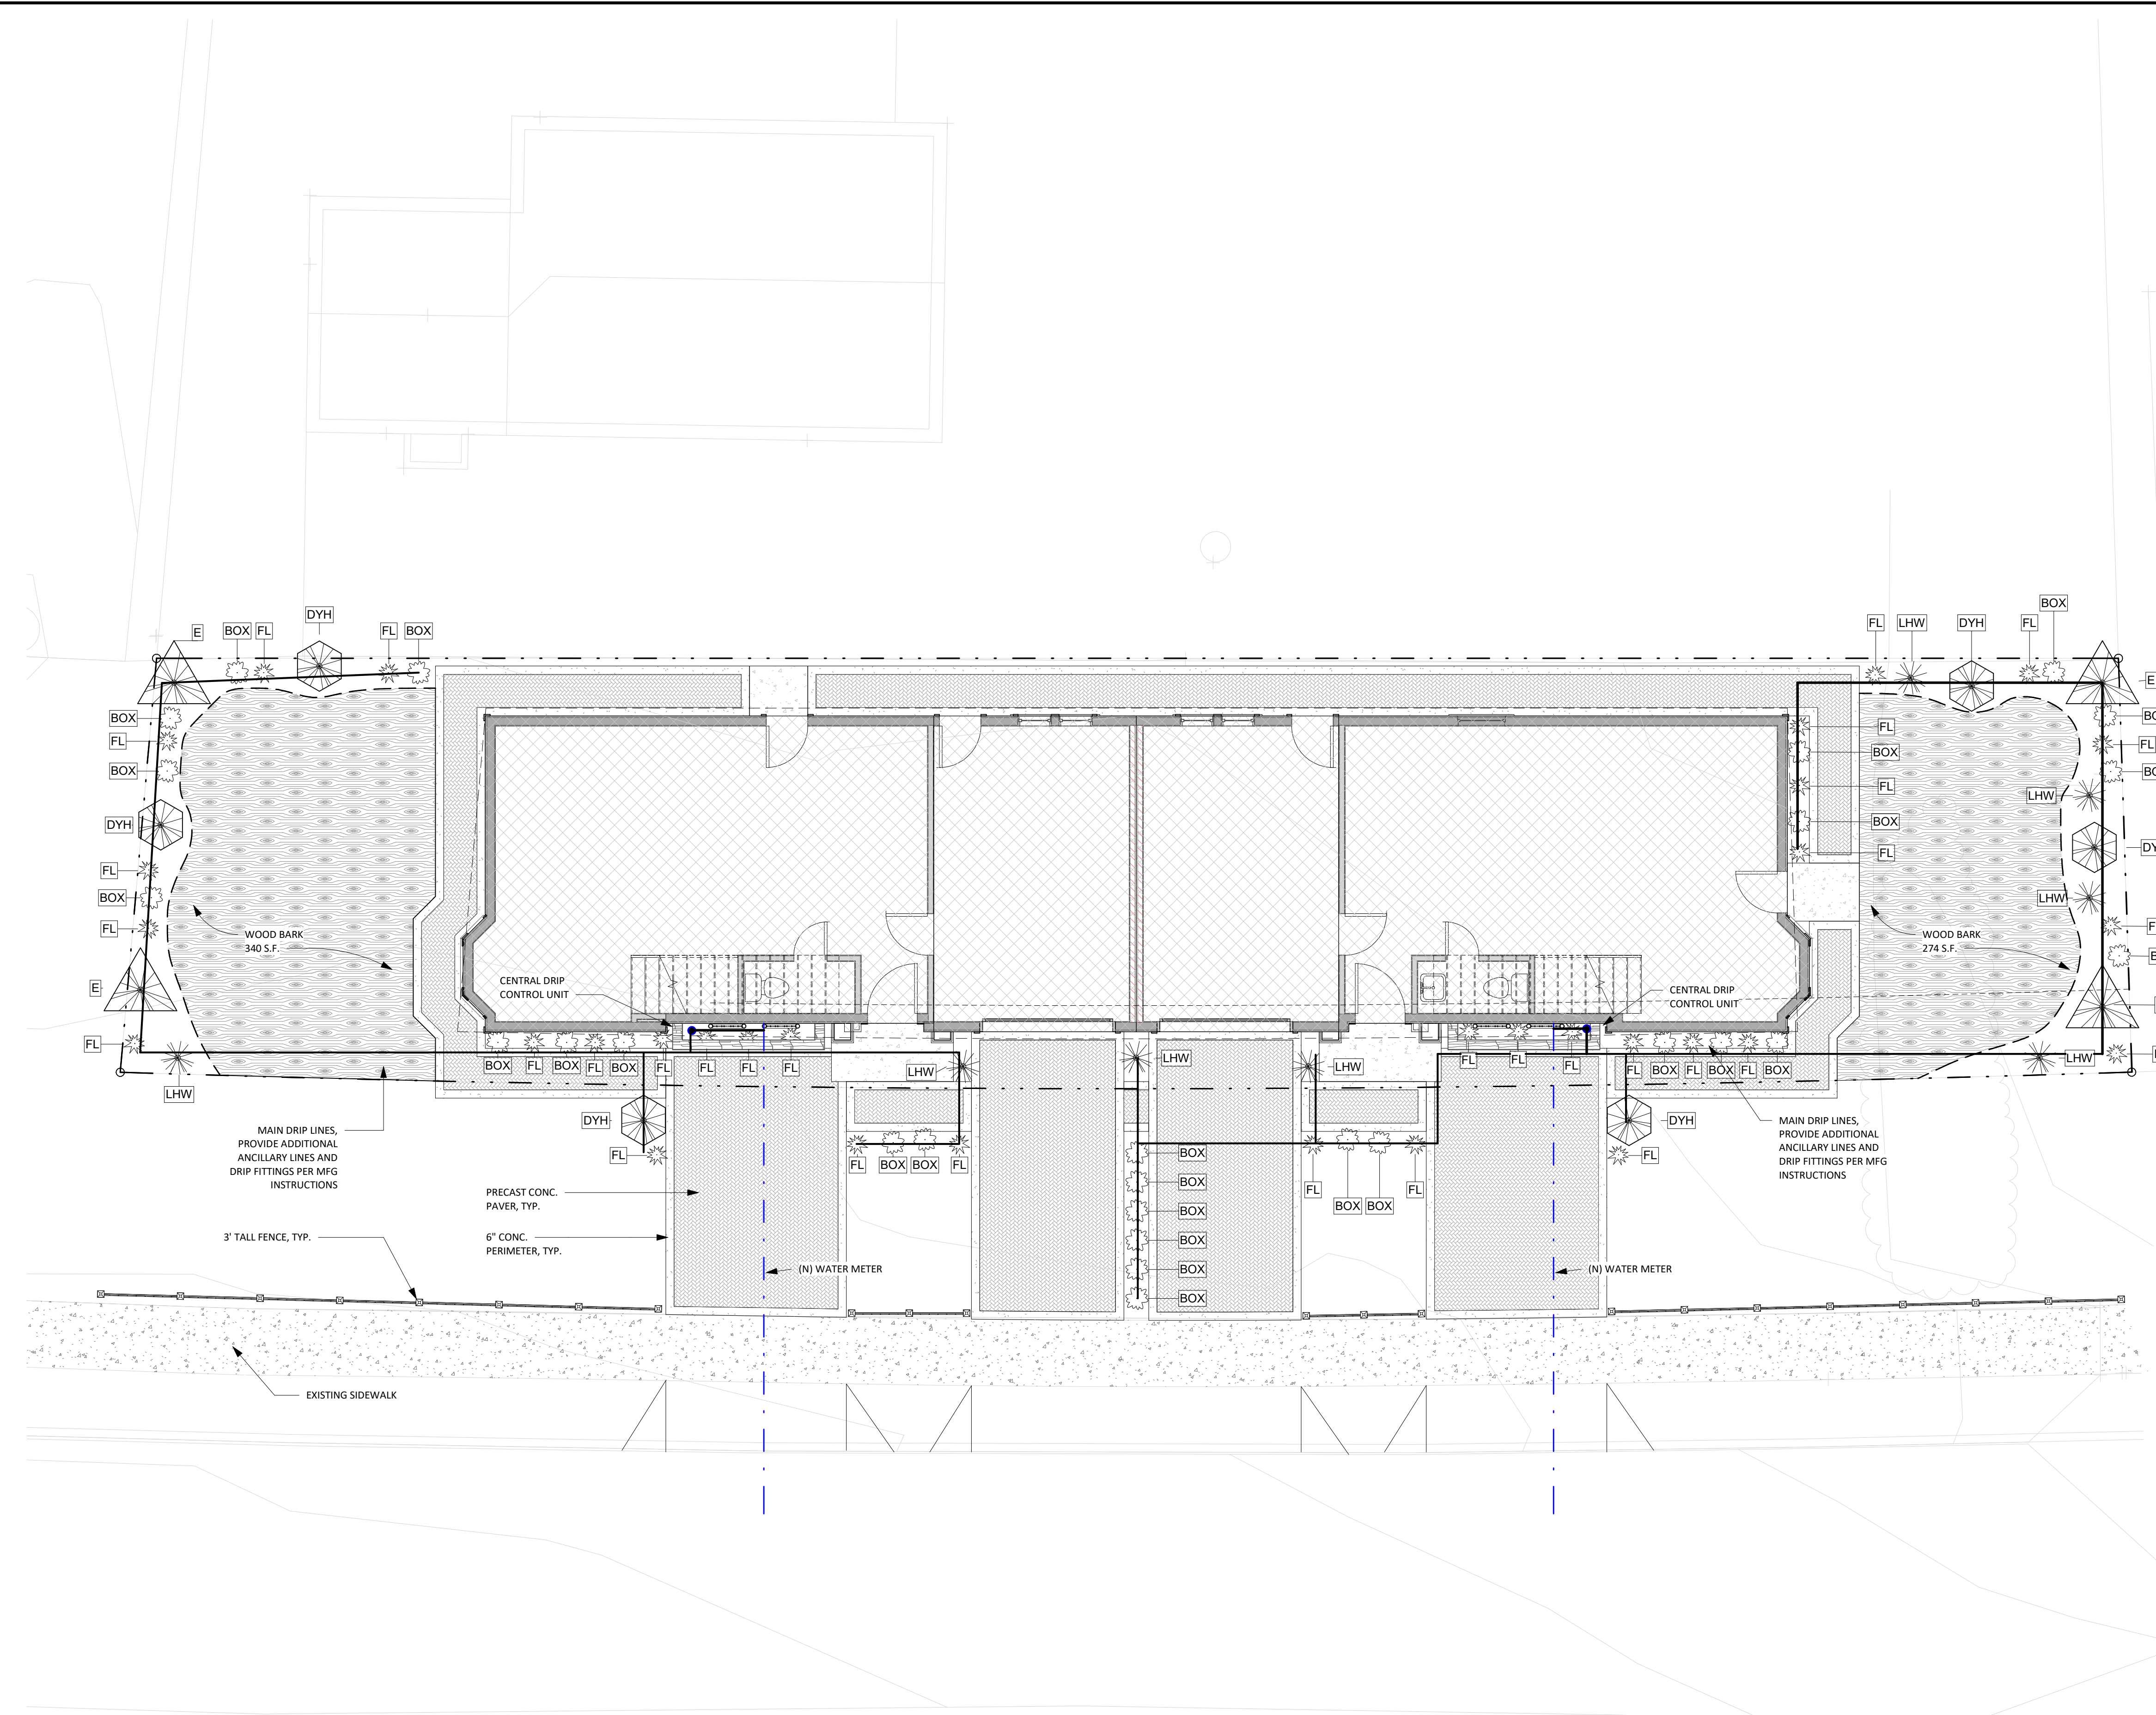 DYH
BOX
E
BOX
FL
FL
BOX
FL
LHW
DYH
FL
E
BOX
FL
BOX
FL
BOX
FL
LHW
BOX
DYH
FL
BOX
DYH
BOX
FL
FL
LHW
BOX
FL
WOOD BARK
340 S.F.
WOOD BARK
274 S.F.
CENTRAL DRIP
CONTROL UNIT
CENTRAL DRIP
CONTROL UNIT
E
FL
LHW
BOX
FL
BOX
FL
BOX
FL
FL
FL
FL
LHW
LHW
LHW
FL
FL
FL
FL
BOX
FL
BOX
FL
BOX
LHW
DYH
FL
FL
BOX
BOX
FL
BOX
BOX
BOX
BOX
BOX
BOX
FL
BOX
BOX
FL
DYH
FL
MAIN DRIP LINES,
PROVIDE ADDITIONAL
ANCILLARY LINES AND
DRIP FITTINGS PER MFG
INSTRUCTIONS
MAIN DRIP LINES,
PROVIDE ADDITIONAL
ANCILLARY LINES AND
DRIP FITTINGS PER MFG
INSTRUCTIONS
PRECAST CONC.
PAVER, TYP.
3' TALL FENCE, TYP.
6" CONC.
PERIMETER, TYP.
(N) WATER METER
(N) WATER METER
EXISTING SIDEWALK